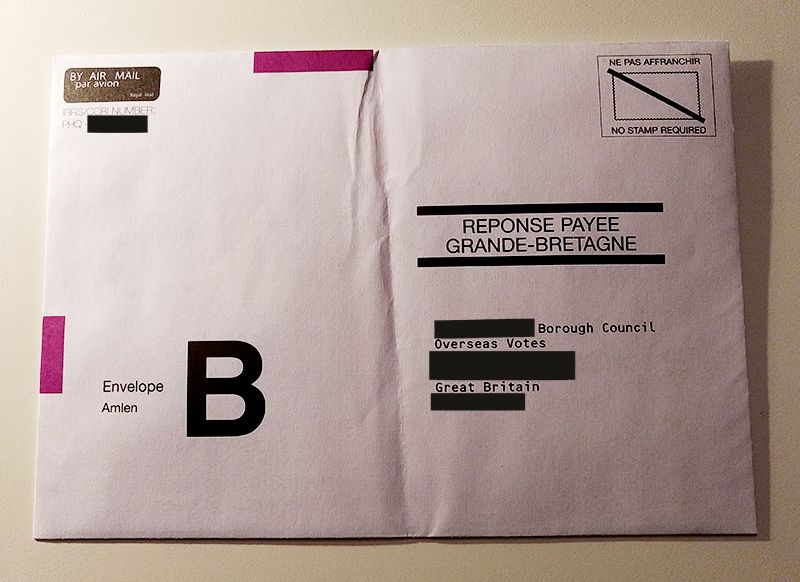 BY AIR MAIL
par avion
Royal Mail
IBRS/CCRI NUMBER:
PHQ
NE PAS AFFRANCHIR
NO STAMP REQUIRED
REPONSE PAYEE
GRANDE-BRETAGNE
Borough Council
Overseas Votes
Great Britain
Envelope
Amlen
B